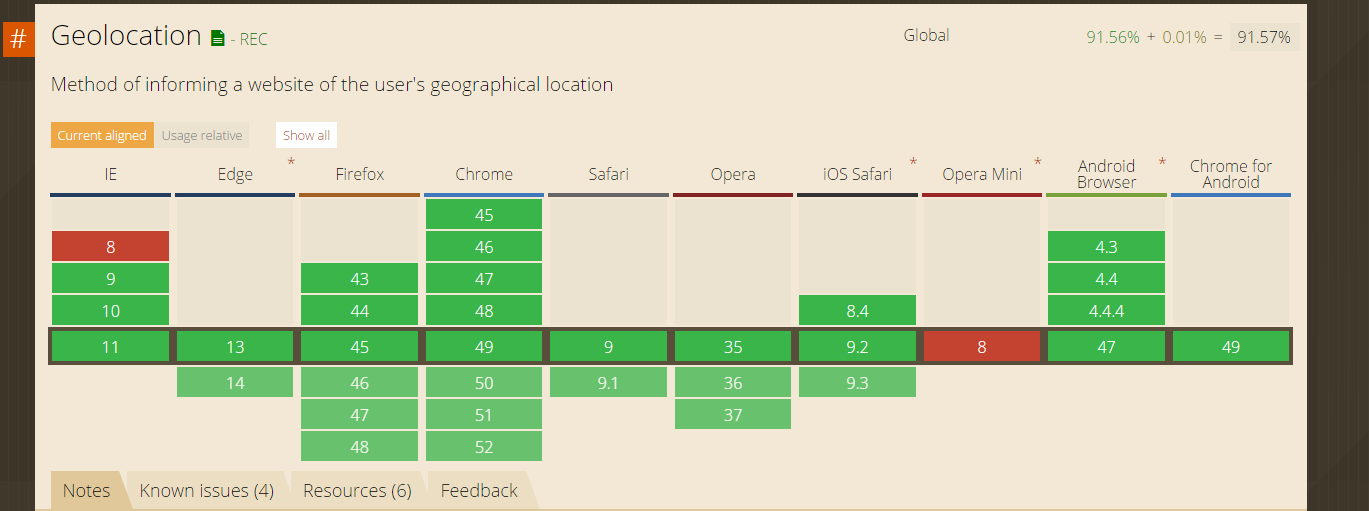 # Geolocation - REC Global 91.56% + 0.01% = 91.57%
Method of informing a website of the user's geographical location
Current aligned Usage relative Show all
IE Edge * Firefox Chrome Safari Opera iOS Safari * Opera Mini * Android Browser * Chrome for Android
45
8 46 4.3
9 43 47 4.4
10 44 48 8.4 4.4.4
11 13 45 49 9 35 9.2 8 47 49
14 46 50 9.1 36 9.3
47 51 37
48 52
Notes Known issues (4) Resources (6) Feedback